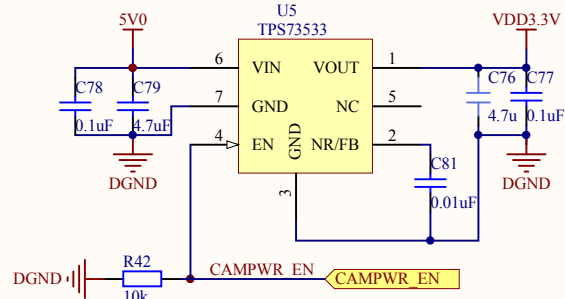 U5
5V0
TPS73533
VDD3.3V
6
VIN
VOUT
1
C78
C79
C76
C77
7
GND
NC
5
0.1uF
4.7uF
4.7u
0.1uF
4
EN
GND
NR/FB
2
DGND
C81
DGND
3
0.01uF
R42
CAMPWR_EN
CAMPWR_EN
DGND
10k